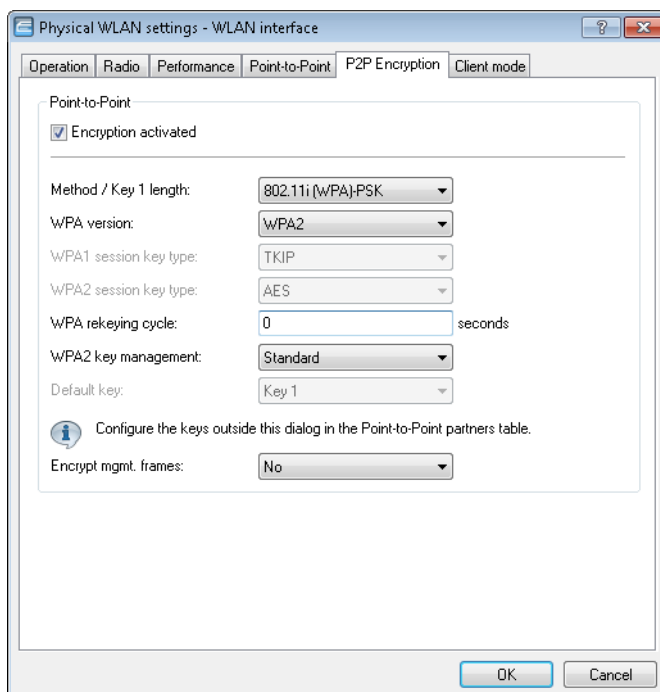 Physical WLAN settings - WLAN interface
Operation Radio Performance Point-to-Point P2P Encryption Client mode
Point-to-Point
Encryption activated
Method / Key 1 length: 802.11i (WPA)-PSK
WPA version: WPA2
WPA1 session key type: TKIP
WPA2 session key type: AES
WPA rekeying cycle: 0 seconds
WPA2 key management: Standard
Default key: Key 1
Configure the keys outside this dialog in the Point-to-Point partners table.
Encrypt mgmt. frames: No
OK Cancel